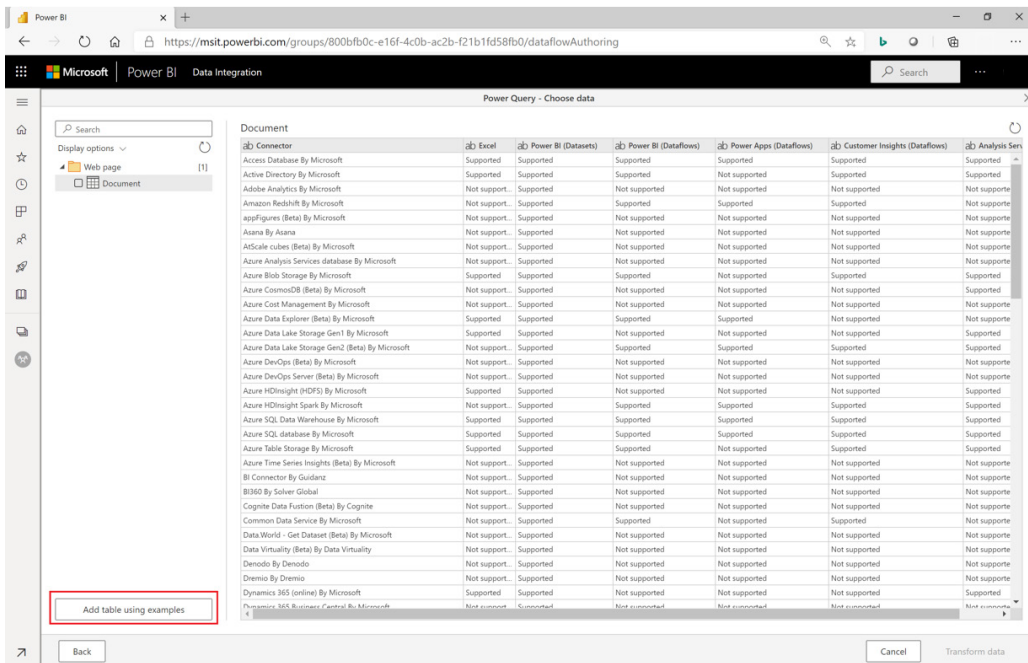 Power BI
https://msit.powerbi.com/groups/800bfb0c-e16f-4c0b-ac2b-f21b1fd58fb0/dataflowAuthoring
Microsoft Power BI Data Integration Search
Power Query - Choose data
Search
Display options
Web page [1]
Document
Add table using examples
Document
Connector Excel Power BI (Datasets) Power BI (Dataflows) Power Apps (Dataflows) Customer Insights (Dataflows) Analysis Serv
Access Database By Microsoft Supported Supported Supported Supported Supported Supported
Active Directory By Microsoft Supported Supported Supported Not supported Supported Supported
Adobe Analytics By Microsoft Not support... Supported Not supported Not supported Not supported Not supporte
Amazon Redshift By Microsoft Not support... Supported Supported Supported Supported Not supporte
appFigures (Beta) By Microsoft Not support... Supported Not supported Not supported Not supported Not supporte
Asana By Asana Not support... Supported Not supported Not supported Not supported Not supporte
AtScale cubes (Beta) By Microsoft Not support... Supported Not supported Not supported Not supported Not supporte
Azure Analysis Services database By Microsoft Not support... Supported Not supported Not supported Not supported Not supporte
Azure Blob Storage By Microsoft Supported Supported Supported Not supported Supported Supported
Azure CosmosDB (Beta) By Microsoft Not support... Supported Not supported Not supported Not supported Supported
Azure Cost Management By Microsoft Not support... Supported Not supported Not supported Not supported Not supporte
Azure Data Explorer (Beta) By Microsoft Supported Supported Supported Supported Not supported Not supporte
Azure Data Lake Storage Gen1 By Microsoft Supported Supported Not supported Not supported Not supported Supported
Azure Data Lake Storage Gen2 (Beta) By Microsoft Not support... Supported Supported Supported Supported Supported
Azure DevOps (Beta) By Microsoft Not support... Supported Not supported Not supported Not supported Not supporte
Azure DevOps Server (Beta) By Microsoft Not support... Supported Not supported Not supported Not supported Not supporte
Azure HDInsight (HDFS) By Microsoft Supported Supported Not supported Not supported Not supported Supported
Azure HDInsight Spark By Microsoft Not support... Supported Supported Supported Supported Not supporte
Azure SQL Data Warehouse By Microsoft Supported Supported Supported Supported Supported Supported
Azure SQL database By Microsoft Supported Supported Supported Supported Supported Supported
Azure Table Storage By Microsoft Supported Supported Supported Not supported Supported Supported
Azure Time Series Insights (Beta) By Microsoft Not support... Supported Not supported Not supported Not supported Not supporte
BI Connector By Guidanz Not support... Supported Not supported Not supported Not supported Not supporte
BI360 By Solver Global Not support... Supported Not supported Not supported Not supported Not supporte
Cognite Data Fustion (Beta) By Cognite Not support... Supported Not supported Not supported Not supported Not supporte
Common Data Service By Microsoft Not support... Supported Supported Not supported Supported Not supporte
Data.World - Get Dataset (Beta) By Microsoft Not support... Supported Not supported Not supported Not supported Not supporte
Data Virtuality (Beta) By Data Virtuality Not support... Supported Not supported Not supported Not supported Not supporte
Denodo By Denodo Not support... Supported Not supported Not supported Not supported Not supporte
Dremio By Dremio Not support... Supported Not supported Not supported Not supported Not supporte
Dynamics 365 (online) By Microsoft Supported Supported Not supported Not supported Not supported Supported
Dynamics 365 Business Central By Microsoft Not support... Supported Not supported Not supported Not supported Not supporte
Back Cancel Transform data